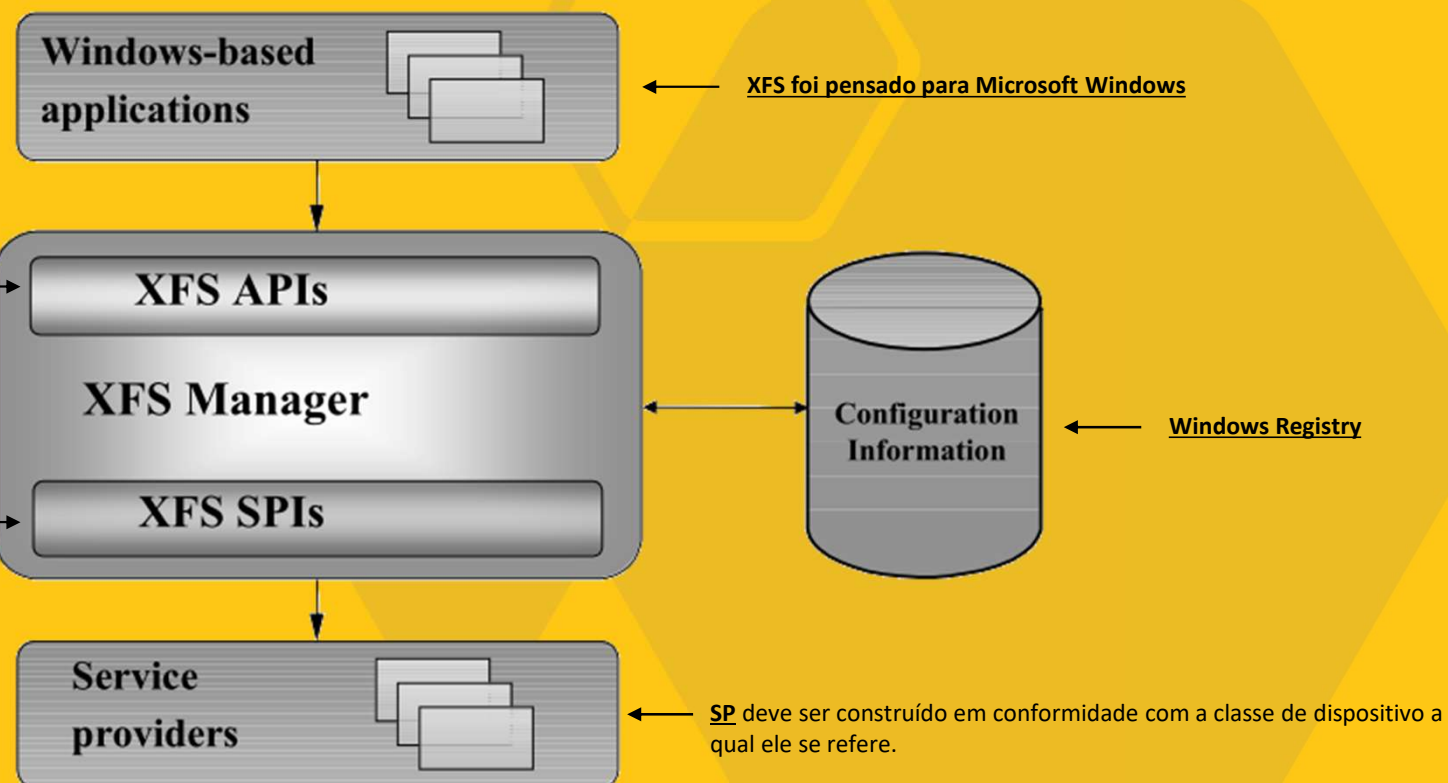 Windows-based
applications
XFS foi pensado para Microsoft Windows
XFS APIs
XFS Manager
Configuration
Information
Windows Registry
XFS SPIs
Service
providers
SP deve ser construído em conformidade com a classe de dispositivo a
qual ele se refere.